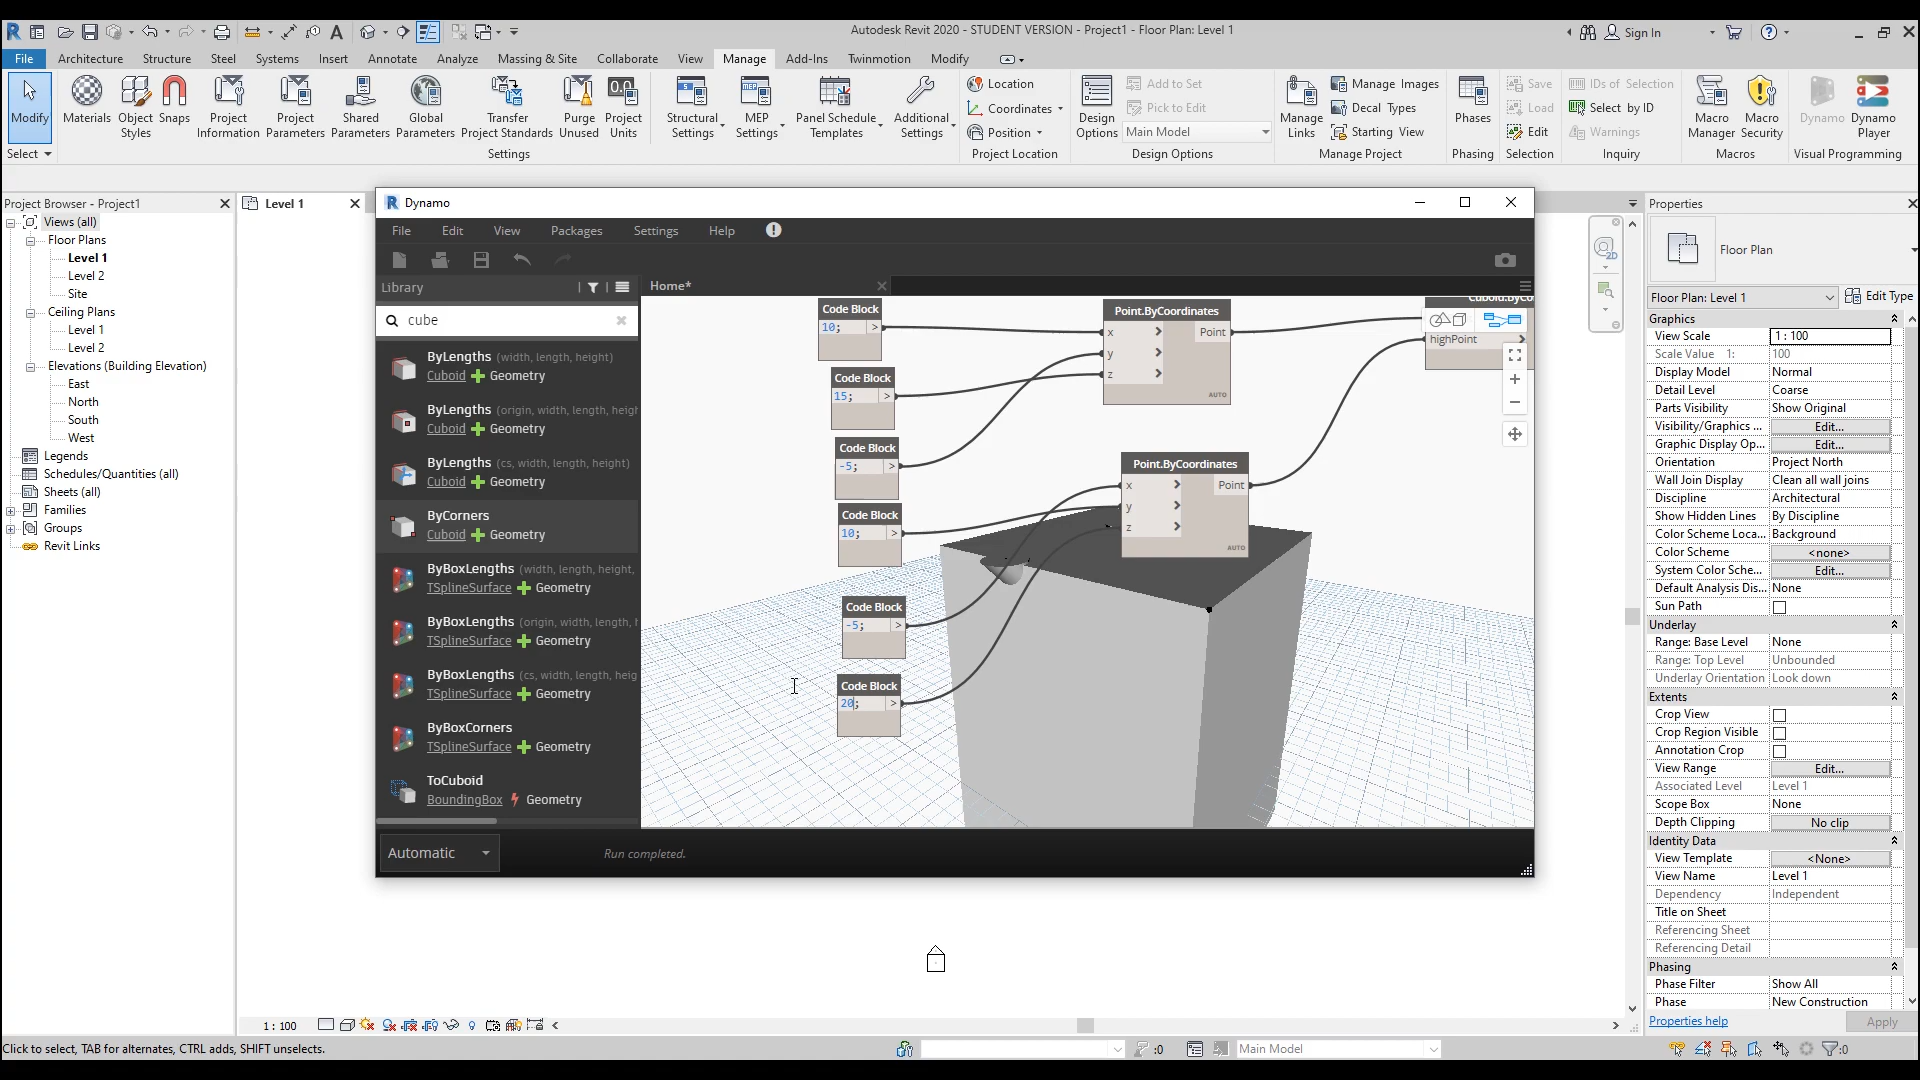 Autodesk Revit 2020 - STUDENT VERSION - Project1 - Floor Plan: Level 1
Sign In
File Architecture Structure Steel Systems Insert Annotate Analyze Massing & Site Collaborate View Manage Add-Ins Twinmotion Modify
Modify
Materials
Object Styles
Snaps
Project Information
Project Parameters
Shared Parameters
Global Parameters
Transfer Project Standards
Purge Unused
Project Units
Structural Settings
MEP Settings
Panel Schedule Templates
Additional Settings
Location
Coordinates
Position
Design Options
Add to Set
Pick to Edit
Main Model
Manage Links
Manage Images
Decal Types
Starting View
Phases
Save
Load
Edit
IDs of Selection
Select by ID
Warnings
Macro Manager
Macro Security
Dynamo
Dynamo Player
Select Settings Project Location Design Options Manage Project Phasing Selection Inquiry Macros Visual Programming
Project Browser - Project1
Views (all)
Floor Plans
Level 1
Level 2
Site
Ceiling Plans
Level 1
Level 2
Elevations (Building Elevation)
East
North
South
West
Legends
Schedules/Quantities (all)
Sheets (all)
Families
Groups
Revit Links
Level 1
Dynamo
File Edit View Packages Settings Help
Library
Home*
cube
ByLengths (width, length, height)
Cuboid Geometry
ByLengths (origin, width, length, heigh
Cuboid Geometry
ByLengths (cs, width, length, height)
Cuboid Geometry
ByCorners
Cuboid Geometry
ByBoxLengths (width, length, height,
TSplineSurface Geometry
ByBoxLengths (origin, width, length, h
TSplineSurface Geometry
ByBoxLengths (cs, width, length, heig
TSplineSurface Geometry
ByBoxCorners
TSplineSurface Geometry
ToCuboid
BoundingBox Geometry
Code Block
10; >
Code Block
15; >
Code Block
-5; >
Code Block
10; >
Code Block
-5; >
Code Block
20; >
Point.ByCoordinates
x > Point
y >
z >
AUTO
Point.ByCoordinates
x > Point
y >
z >
AUTO
Cuboid.ByCo
highPoint >
Automatic
Run completed.
Properties
Floor Plan
Floor Plan: Level 1 Edit Type
Graphics
View Scale 1 : 100
Scale Value 1: 100
Display Model Normal
Detail Level Coarse
Parts Visibility Show Original
Visibility/Graphics ... Edit...
Graphic Display Op... Edit...
Orientation Project North
Wall Join Display Clean all wall joins
Discipline Architectural
Show Hidden Lines By Discipline
Color Scheme Loca... Background
Color Scheme <none>
System Color Sche... Edit...
Default Analysis Dis... None
Sun Path
Underlay
Range: Base Level None
Range: Top Level Unbounded
Underlay Orientation Look down
Extents
Crop View
Crop Region Visible
Annotation Crop
View Range Edit...
Associated Level Level 1
Scope Box None
Depth Clipping No clip
Identity Data
View Template <None>
View Name Level 1
Dependency Independent
Title on Sheet
Referencing Sheet
Referencing Detail
Phasing
Phase Filter Show All
Phase New Construction
Properties help Apply
2D
1 : 100
Click to select, TAB for alternates, CTRL adds, SHIFT unselects.
:0
Main Model
:0